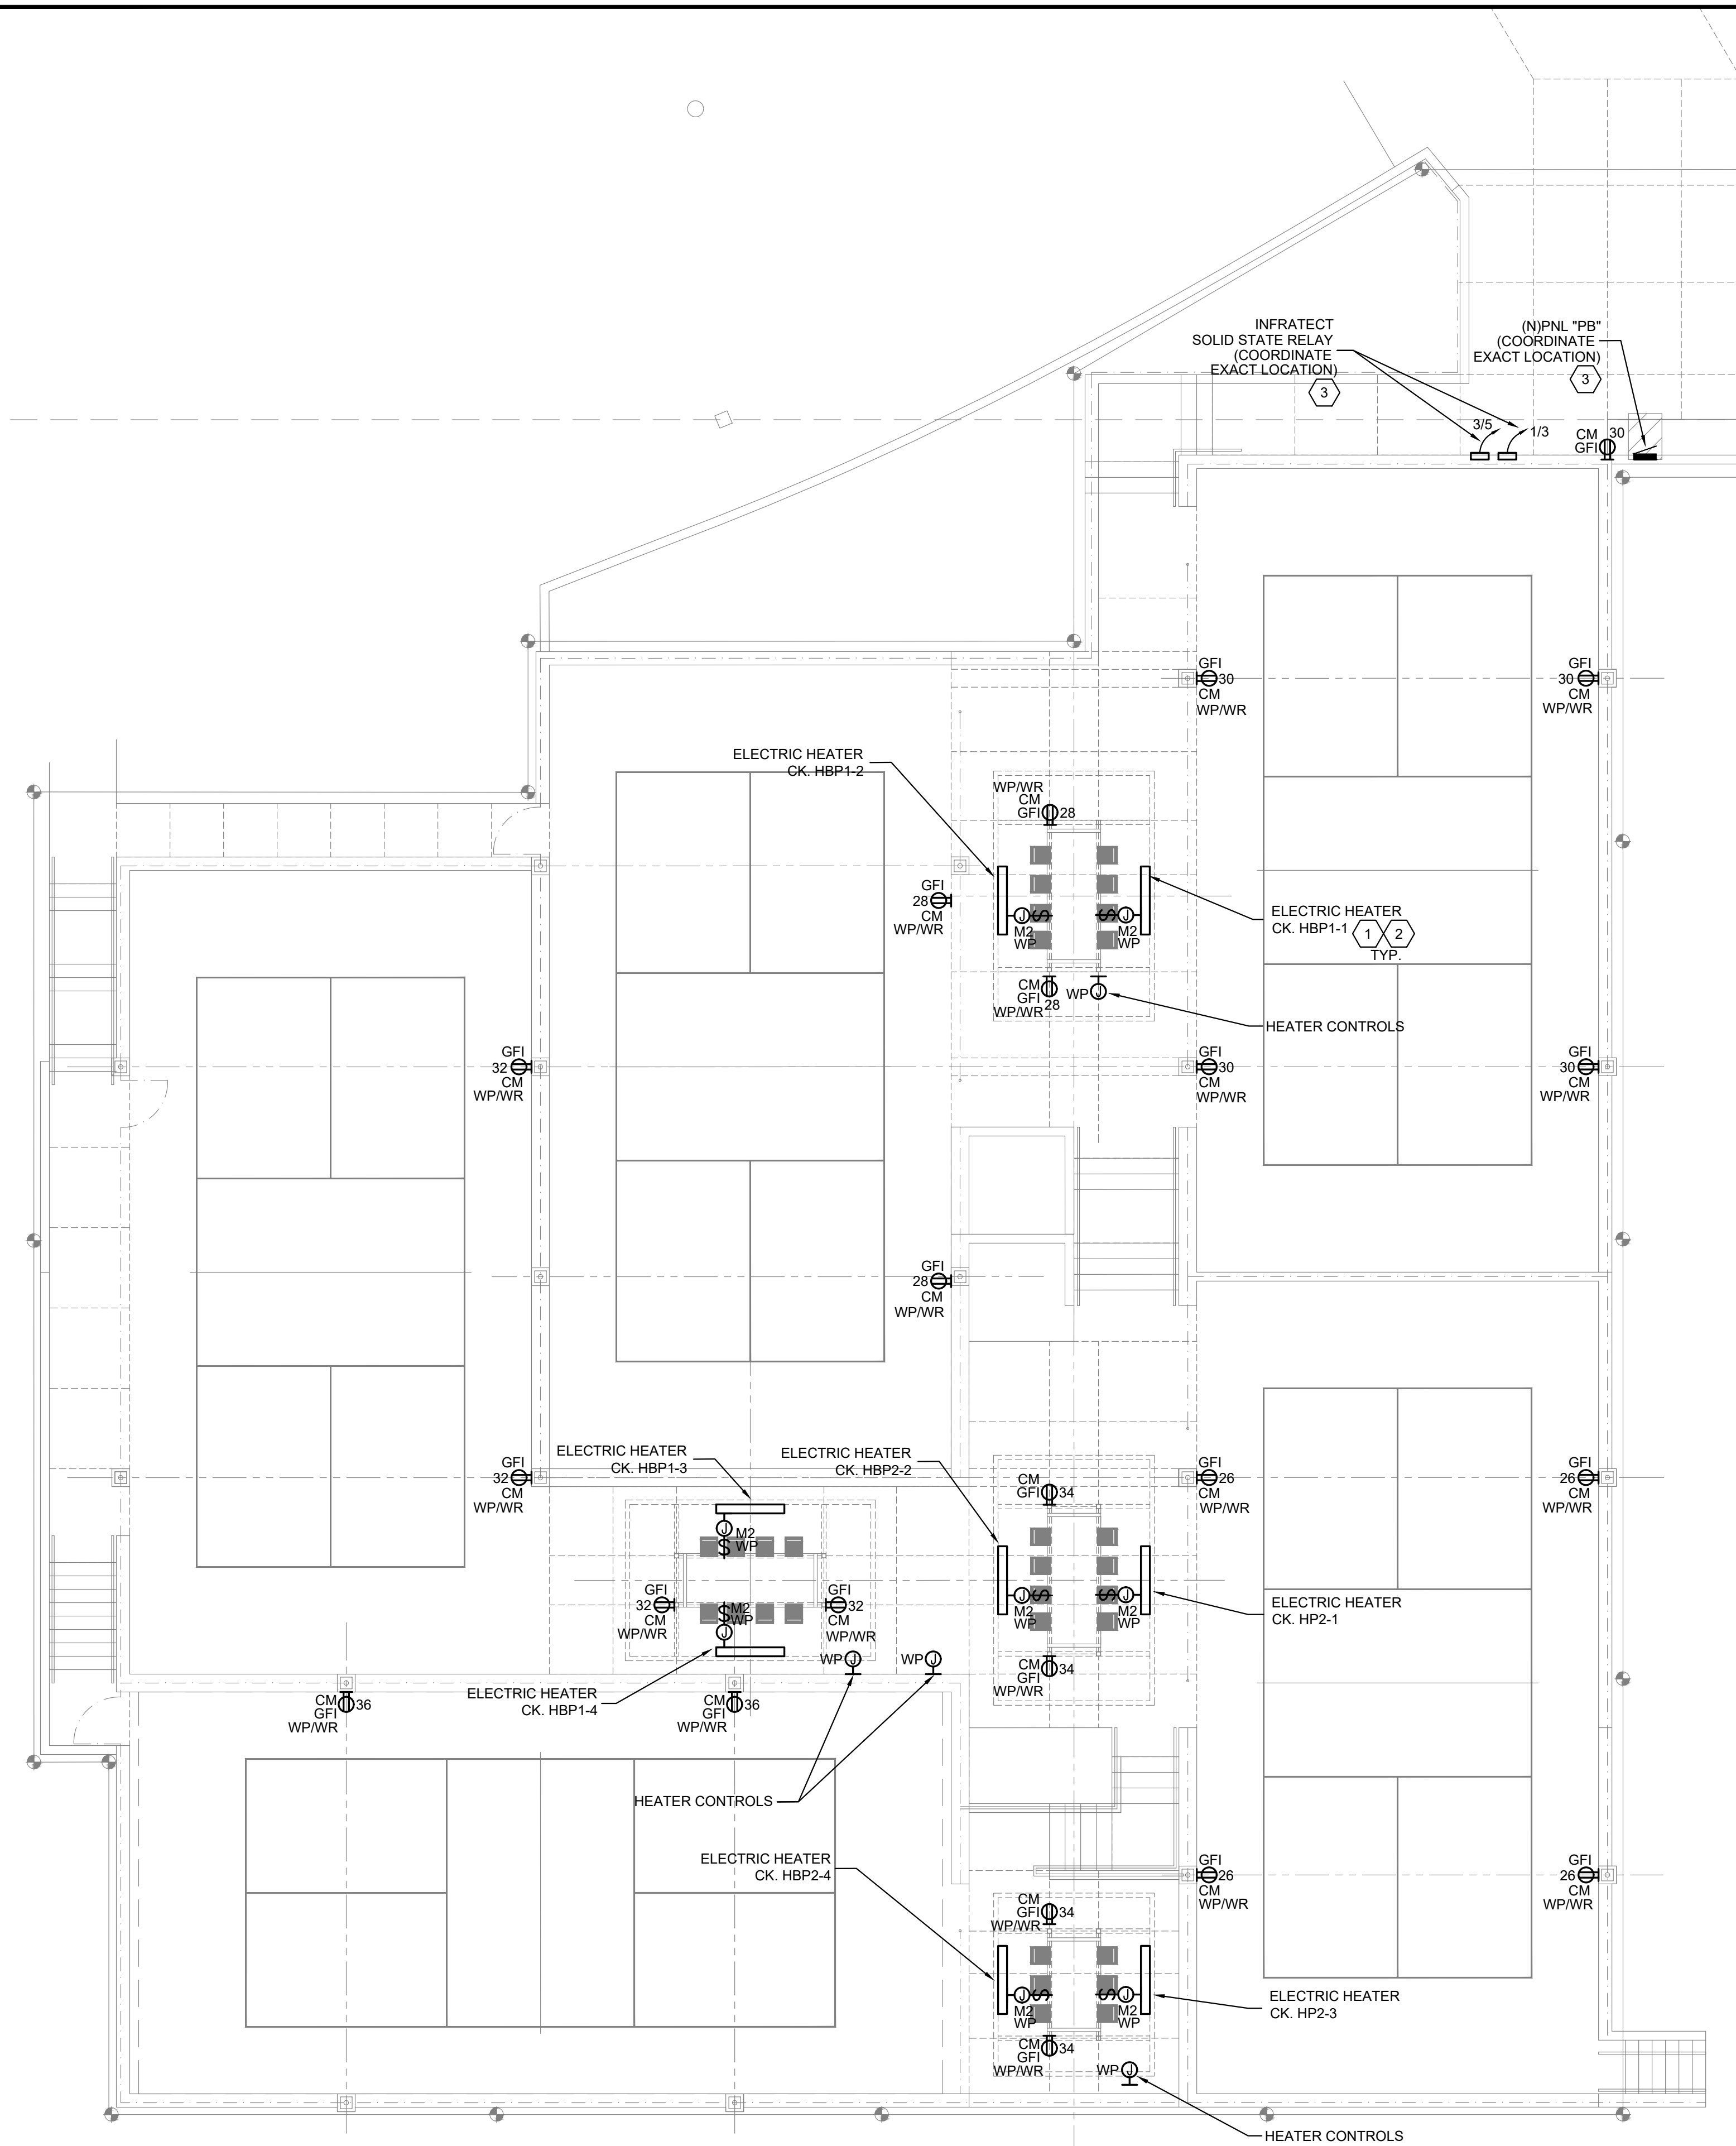 INFRATECT
SOLID STATE RELAY
(COORDINATE
EXACT LOCATION)
3
(N)PNL "PB"
(COORDINATE
EXACT LOCATION)
3
3/5
1/3
CM 30
GFI
GFI
30
CM
WP/WR
GFI
30
CM
WP/WR
ELECTRIC HEATER
CK. HBP1-2
WP/WR
CM
GFI 28
GFI
28
CM
WP/WR
J $
M2
WP
$ J
M2
WP
ELECTRIC HEATER
CK. HBP1-1 1 2
TYP.
CM
GFI
WP/WR 28
WP J
HEATER CONTROLS
GFI
32
CM
WP/WR
GFI
30
CM
WP/WR
GFI
30
CM
WP/WR
GFI
28
CM
WP/WR
ELECTRIC HEATER
CK. HBP1-3
ELECTRIC HEATER
CK. HBP2-2
GFI
32
CM
WP/WR
CM
GFI 34
GFI
26
CM
WP/WR
GFI
26
CM
WP/WR
J M2
$ WP
GFI
32
CM
WP/WR
$ M2
WP
J
GFI
32
CM
WP/WR
J $
M2
WP
$ J
M2
WP
ELECTRIC HEATER
CK. HP2-1
WP J
WP J
CM
GFI 34
WP/WR
ELECTRIC HEATER
CK. HBP1-4
CM
GFI 36
WP/WR
CM
GFI 36
WP/WR
HEATER CONTROLS
ELECTRIC HEATER
CK. HBP2-4
GFI
26
CM
WP/WR
GFI
26
CM
WP/WR
CM
GFI 34
WP/WR
J $
M2
WP
$ J
M2
WP
ELECTRIC HEATER
CK. HP2-3
CM
GFI 34
WP/WR
WP J
HEATER CONTROLS